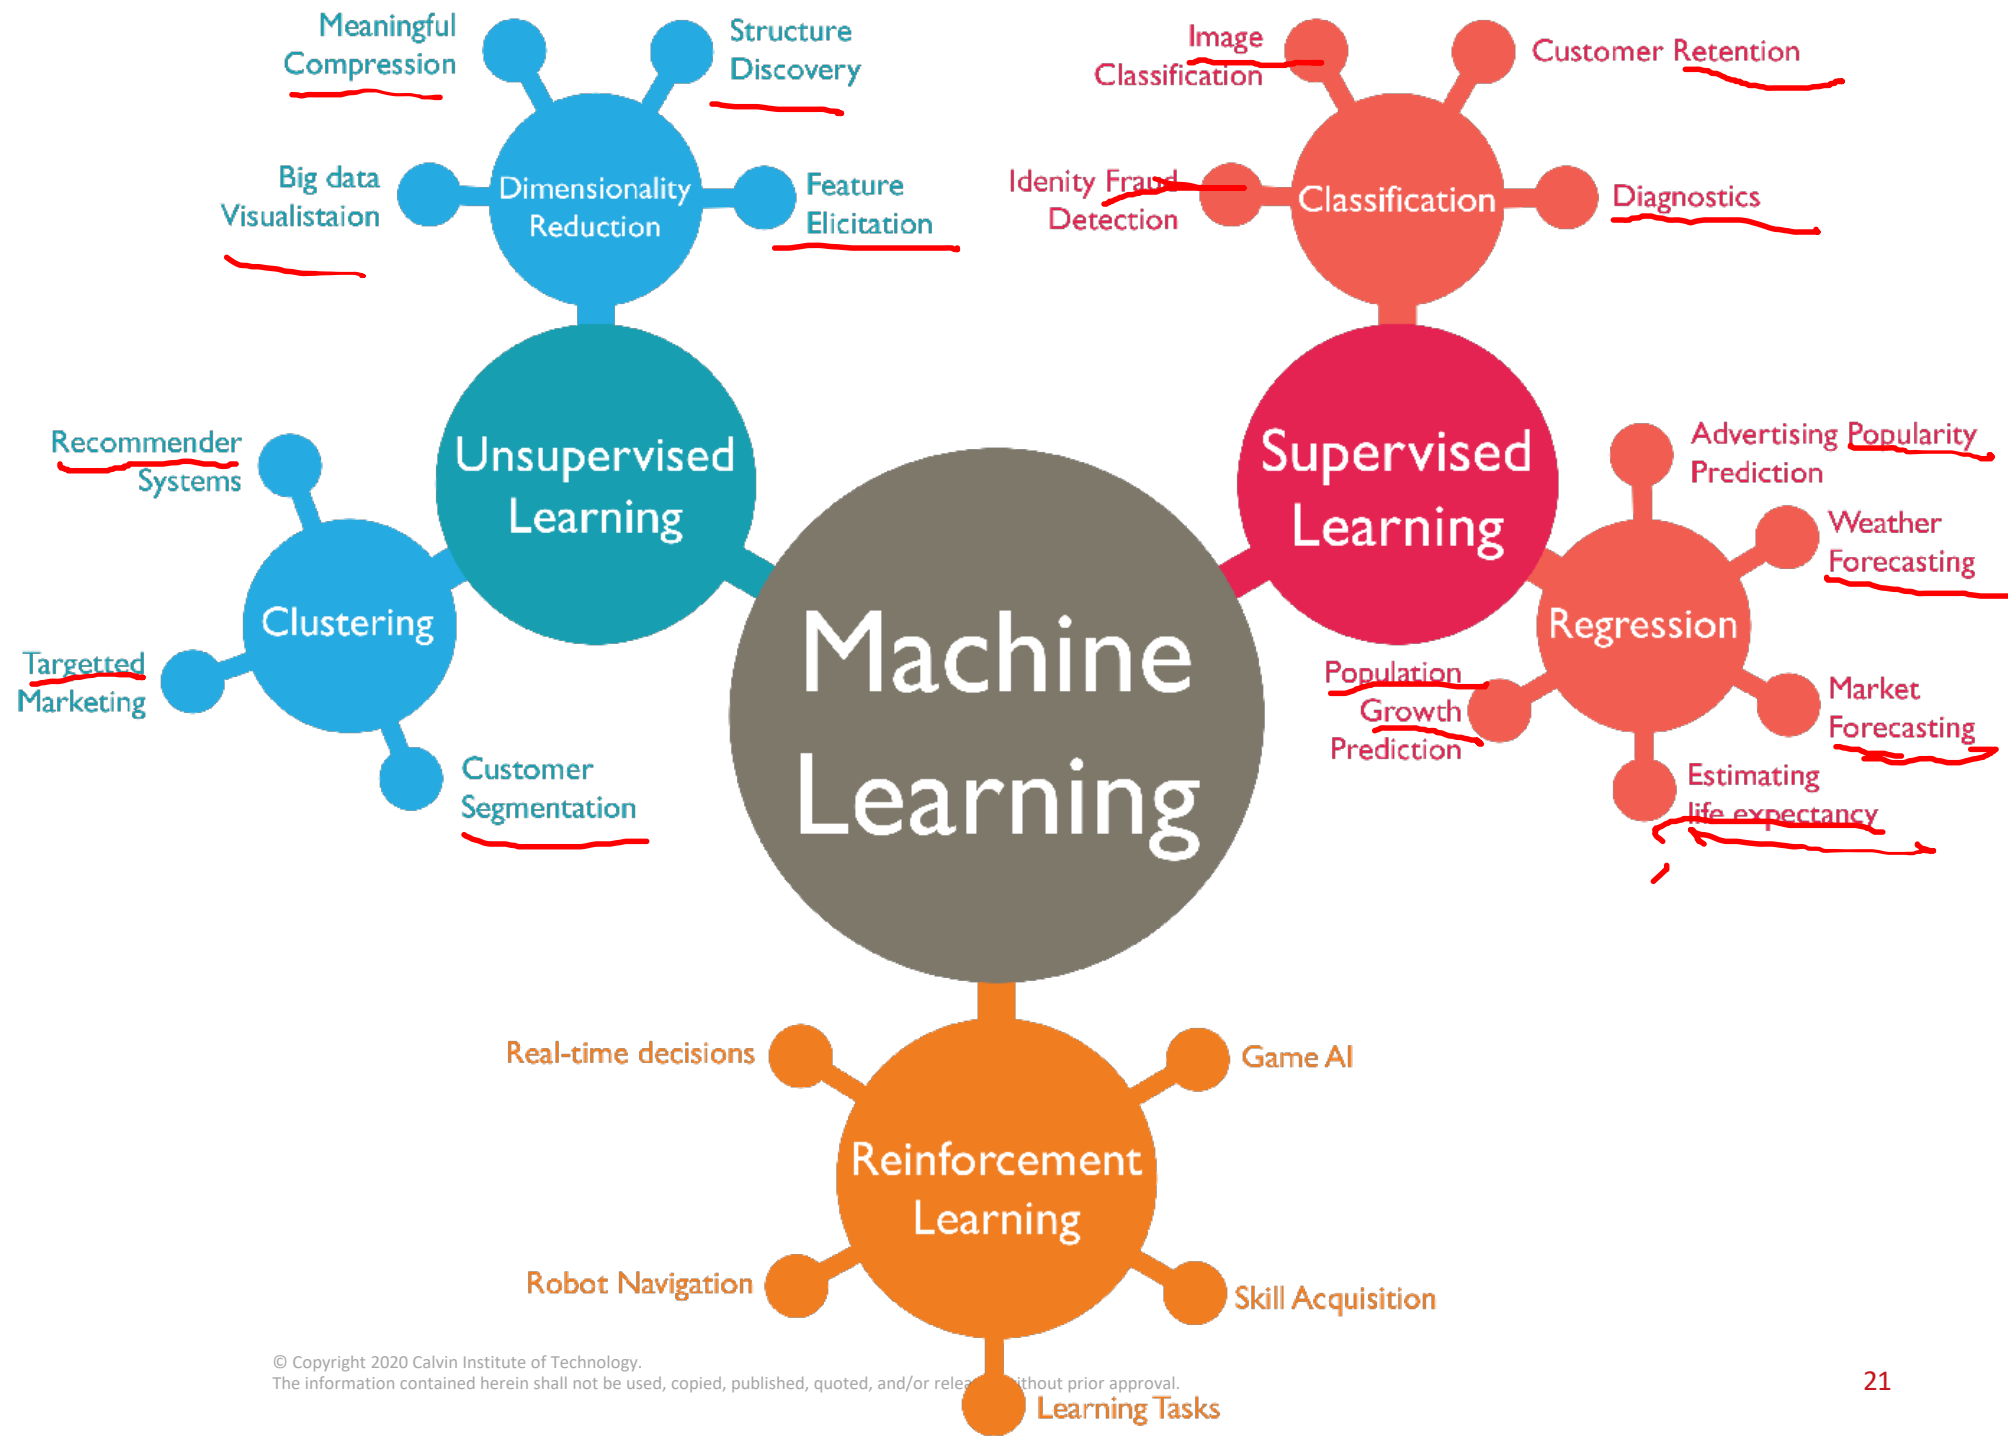 Meaningful
Compression
Structure
Discovery
Big data
Visualistaion
Dimensionality
Reduction
Feature
Elicitation
Image
Classification
Customer Retention
Idenity Fraud
Detection
Classification
Diagnostics
Recommender
Systems
Unsupervised
Learning
Clustering
Targetted
Marketing
Customer
Segmentation
Machine
Learning
Supervised
Learning
Advertising Popularity
Prediction
Weather
Forecasting
Regression
Population
Growth
Prediction
Market
Forecasting
Estimating
life expectancy
Real-time decisions
Game AI
Reinforcement
Learning
Robot Navigation
Skill Acquisition
Learning Tasks
© Copyright 2020 Calvin Institute of Technology.
The information contained herein shall not be used, copied, published, quoted, and/or prior approval.
21